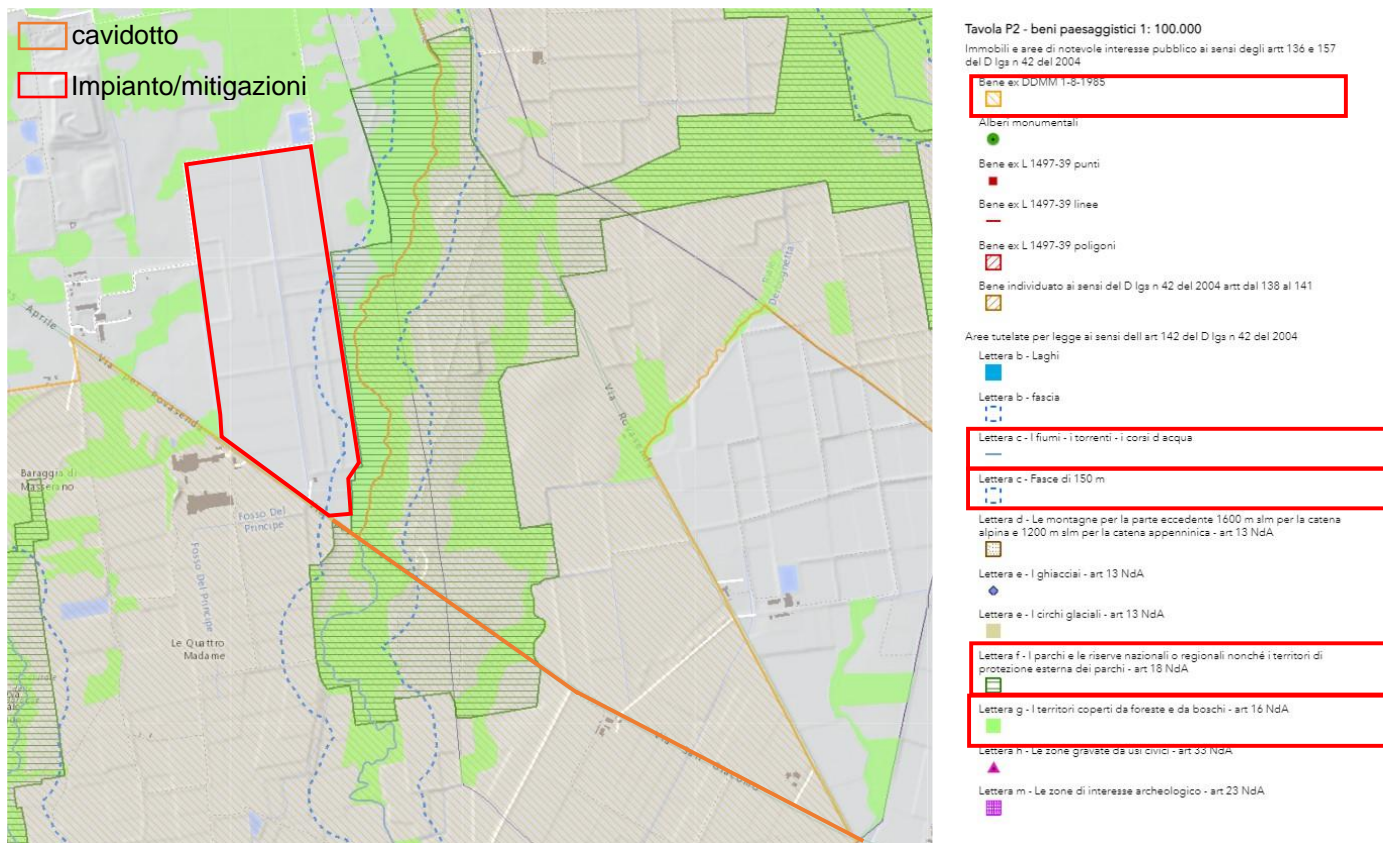 cavidotto
Impianto/mitigazioni
Aprile
Via per Rovasenda
Baraggia di
Masserano
Fosso Del
Principe
Fosso Del Principe
Le Quattro
Madame
Via Rovasenda
Via San Giacomo
Tavola P2 - beni paesaggistici 1: 100.000
Immobili e aree di notevole interesse pubblico ai sensi degli artt 136 e 157
del D lgs n 42 del 2004
Bene ex DDMM 1-8-1985
Alberi monumentali
Bene ex L 1497-39 punti
Bene ex L 1497-39 linee
Bene ex L 1497-39 poligoni
Bene individuato ai sensi del D lgs n 42 del 2004 artt dal 138 al 141
Aree tutelate per legge ai sensi dell art 142 del D lgs n 42 del 2004
Lettera b - Laghi
Lettera b - fascia
Lettera c - I fiumi - i torrenti - i corsi d acqua
Lettera c - Fasce di 150 m
Lettera d - Le montagne per la parte eccedente 1600 m slm per la catena
alpina e 1200 m slm per la catena appenninica - art 13 NdA
Lettera e - I ghiacciai - art 13 NdA
Lettera e - I circhi glaciali - art 13 NdA
Lettera f - I parchi e le riserve nazionali o regionali nonché i territori di
protezione esterna dei parchi - art 18 NdA
Lettera g - I territori coperti da foreste e da boschi - art 16 NdA
Lettera h - Le zone gravate da usi civici - art 33 NdA
Lettera m - Le zone di interesse archeologico - art 23 NdA